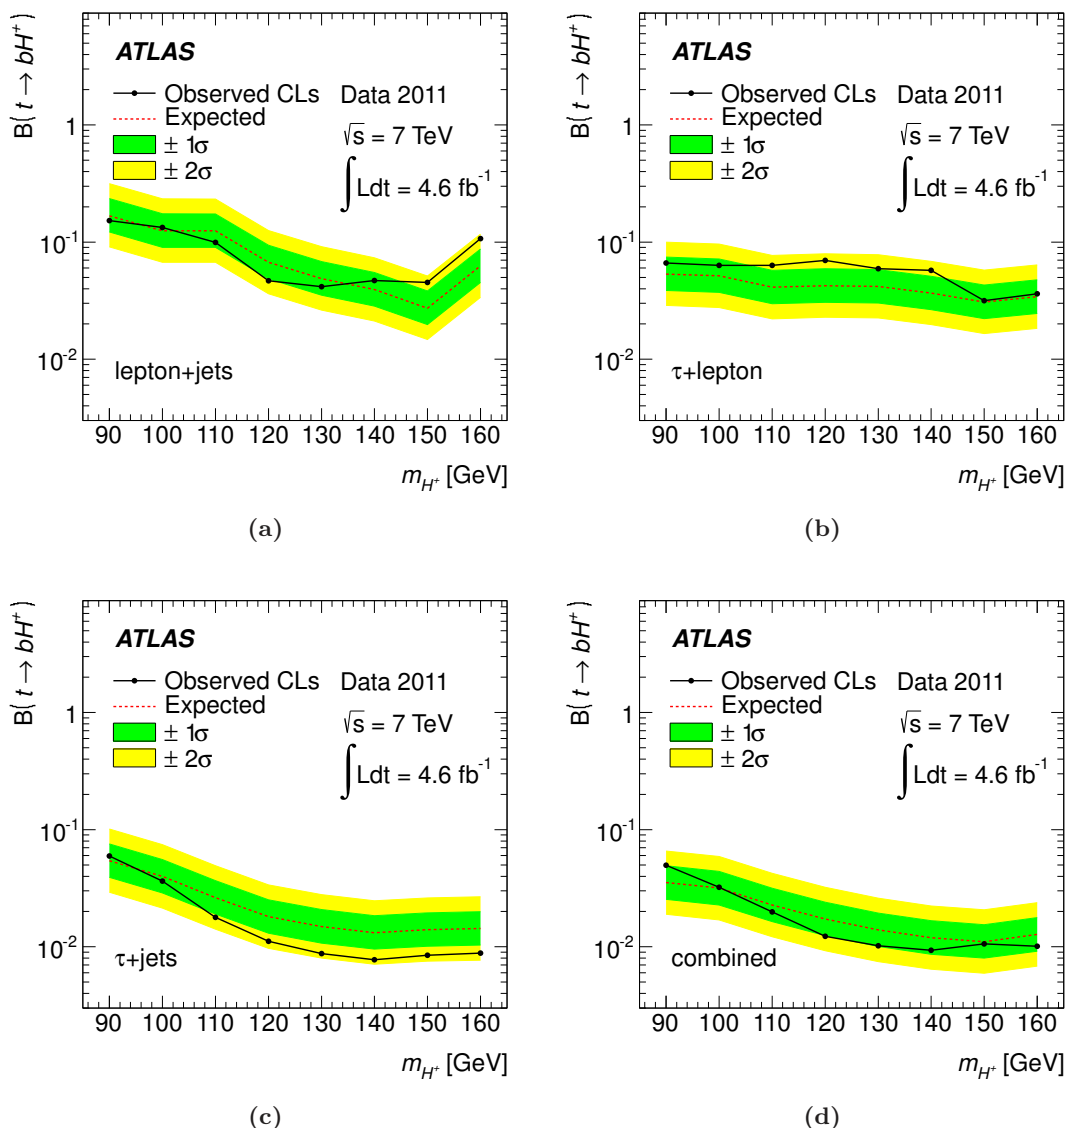 B(t → bH⁺)
ATLAS
Observed CLs
Expected
± 1σ
± 2σ
Data 2011
√s = 7 TeV
∫ Ldt = 4.6 fb⁻¹
1
10⁻¹
10⁻²
lepton+jets
90 100 110 120 130 140 150 160
m_H⁺ [GeV]
(a)
B(t → bH⁺)
ATLAS
Observed CLs
Expected
± 1σ
± 2σ
Data 2011
√s = 7 TeV
∫ Ldt = 4.6 fb⁻¹
1
10⁻¹
10⁻²
τ+lepton
90 100 110 120 130 140 150 160
m_H⁺ [GeV]
(b)
B(t → bH⁺)
ATLAS
Observed CLs
Expected
± 1σ
± 2σ
Data 2011
√s = 7 TeV
∫ Ldt = 4.6 fb⁻¹
1
10⁻¹
10⁻²
τ+jets
90 100 110 120 130 140 150 160
m_H⁺ [GeV]
(c)
B(t → bH⁺)
ATLAS
Observed CLs
Expected
± 1σ
± 2σ
Data 2011
√s = 7 TeV
∫ Ldt = 4.6 fb⁻¹
1
10⁻¹
10⁻²
combined
90 100 110 120 130 140 150 160
m_H⁺ [GeV]
(d)